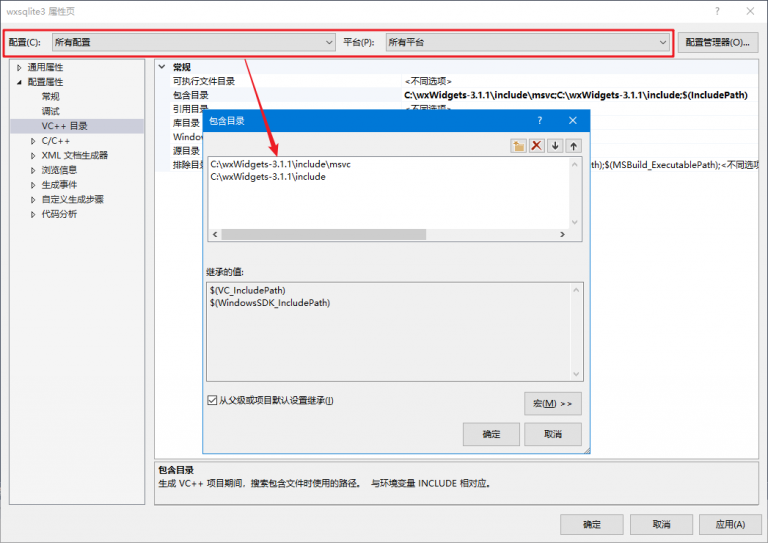 wxsqlite3 属性页
配置(C): 所有配置 平台(P): 所有平台 配置管理器(O)...
通用属性
配置属性
常规
调试
VC++ 目录
C/C++
XML 文档生成器
浏览信息
生成事件
自定义生成步骤
代码分析
常规
可执行文件目录 <不同选项>
包含目录 C:\wxWidgets-3.1.1\include\msvc;C:\wxWidgets-3.1.1\include;$(IncludePath)
引用目录 <不同选项>
库目录
Window
源目录
排除目录 th);$(MSBuild_ExecutablePath);<不同选项
包含目录
C:\wxWidgets-3.1.1\include\msvc
C:\wxWidgets-3.1.1\include
继承的值:
$(VC_IncludePath)
$(WindowsSDK_IncludePath)
从父级或项目默认设置继承(I)
宏(M) >>
确定 取消
包含目录
生成 VC++ 项目期间，搜索包含文件时使用的路径。 与环境变量 INCLUDE 相对应。
确定 取消 应用(A)